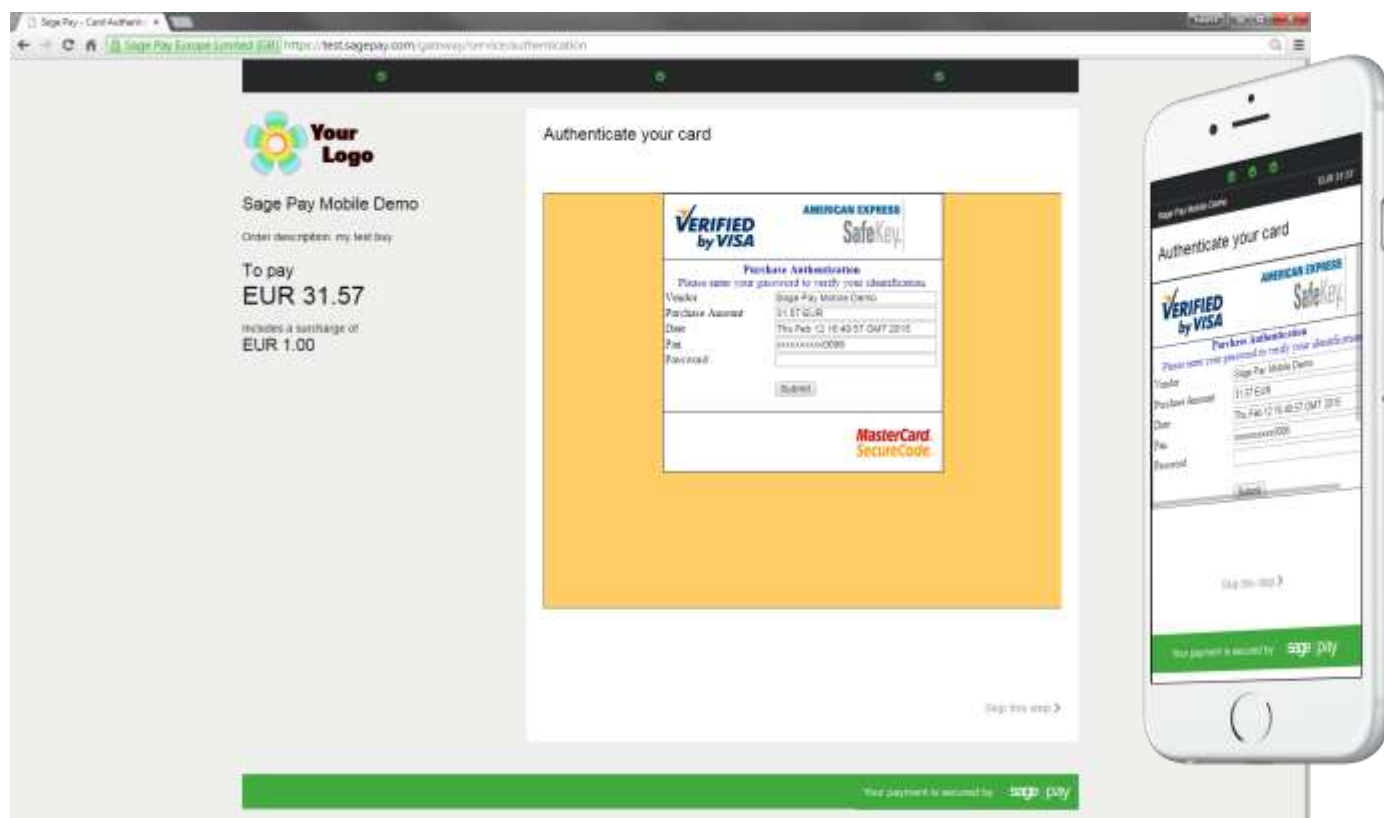 Sage Pay - Card Authenti
Sage Pay Europe Limited [GB] https://test.sagepay.com/gateway/service/authentication
Your
Logo
Sage Pay Mobile Demo
Order description: my test buy
To pay
EUR 31.57
Includes a surcharge of
EUR 1.00
Authenticate your card
VERIFIED
by VISA
AMERICAN EXPRESS
SafeKey
Purchase Authentication
Please enter your password to verify your identification
Vendor Sage Pay Mobile Demo
Purchase Amount 31.57 EUR
Date Thu Feb 12 16:40:57 GMT 2015
Pan
Password
Submit
MasterCard.
SecureCode.
Skip this step
Your payment is secured by sage pay
Sage Pay Mobile Demo EUR 31.57
Authenticate your card
VERIFIED
by VISA
AMERICAN EXPRESS
SafeKey
Purchase Authentication
Please enter your password to verify your identification
Vendor Sage Pay Mobile Demo
Purchase Amount 31.57 EUR
Date Thu Feb 12 16:40:57 GMT 2015
Pan
Password
Submit
Skip this step
Your payment is secured by sage pay